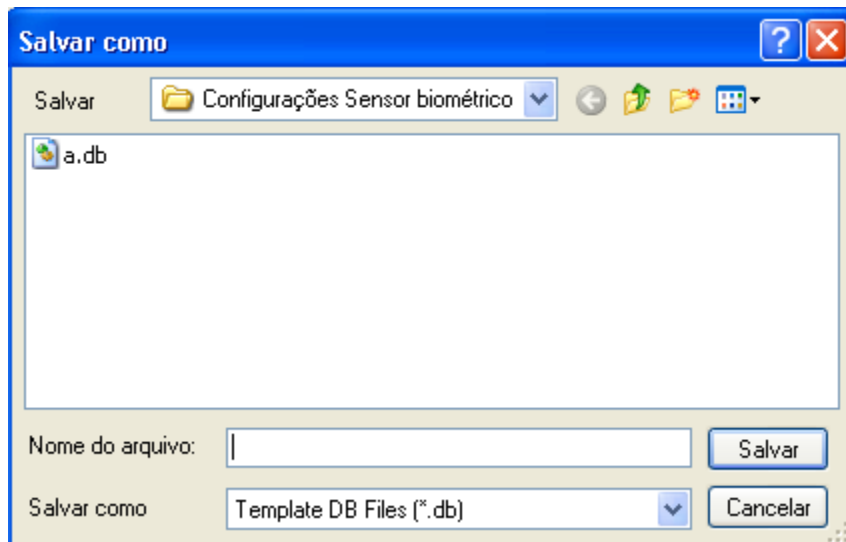 Salvar como
Salvar Configurações Sensor biométrico
a.db
Nome do arquivo: Salvar
Salvar como Template DB Files (*.db) Cancelar